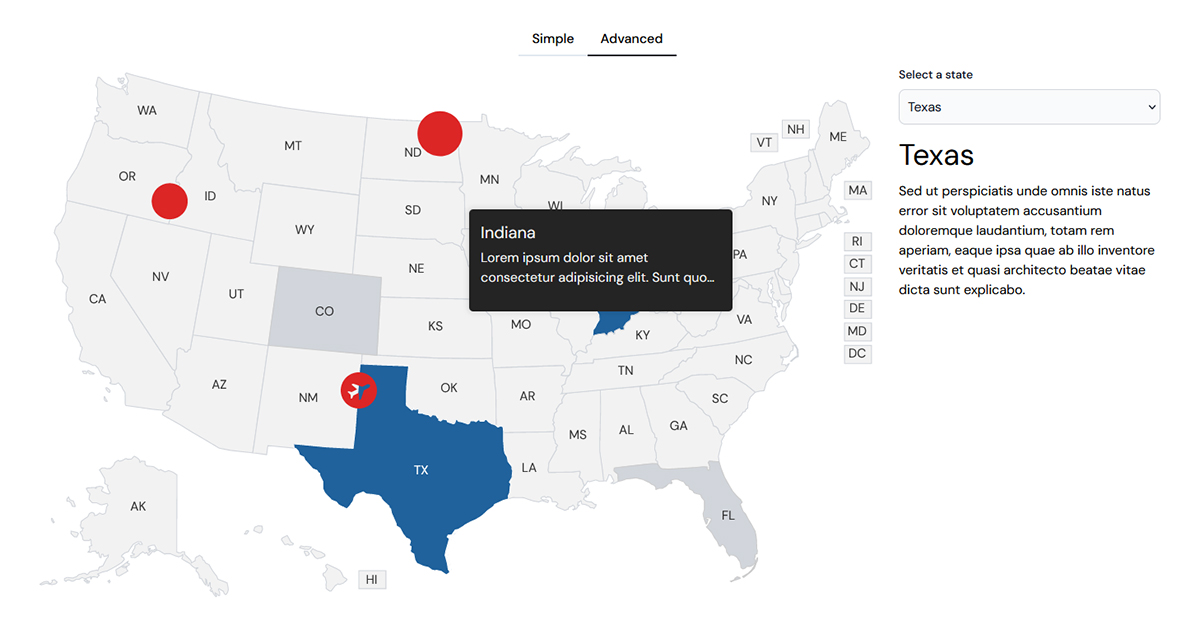 Simple
Advanced
Select a state
Texas
Texas
Sed ut perspiciatis unde omnis iste natus
error sit voluptatem accusantium
doloremque laudantium, totam rem
aperiam, eaque ipsa quae ab illo inventore
veritatis et quasi architecto beatae vitae
dicta sunt explicabo.
WA
MT
ND
MN
OR
ID
SD
WI
WY
NE
NV
UT
CO
CA
KS
MO
AZ
NM
OK
AR
TX
LA
MS
AL
GA
TN
KY
SC
NC
VA
PA
NY
VT
NH
ME
MA
RI
CT
NJ
DE
MD
DC
FL
AK
HI
Indiana
Lorem ipsum dolor sit amet
consectetur adipisicing elit. Sunt quo...